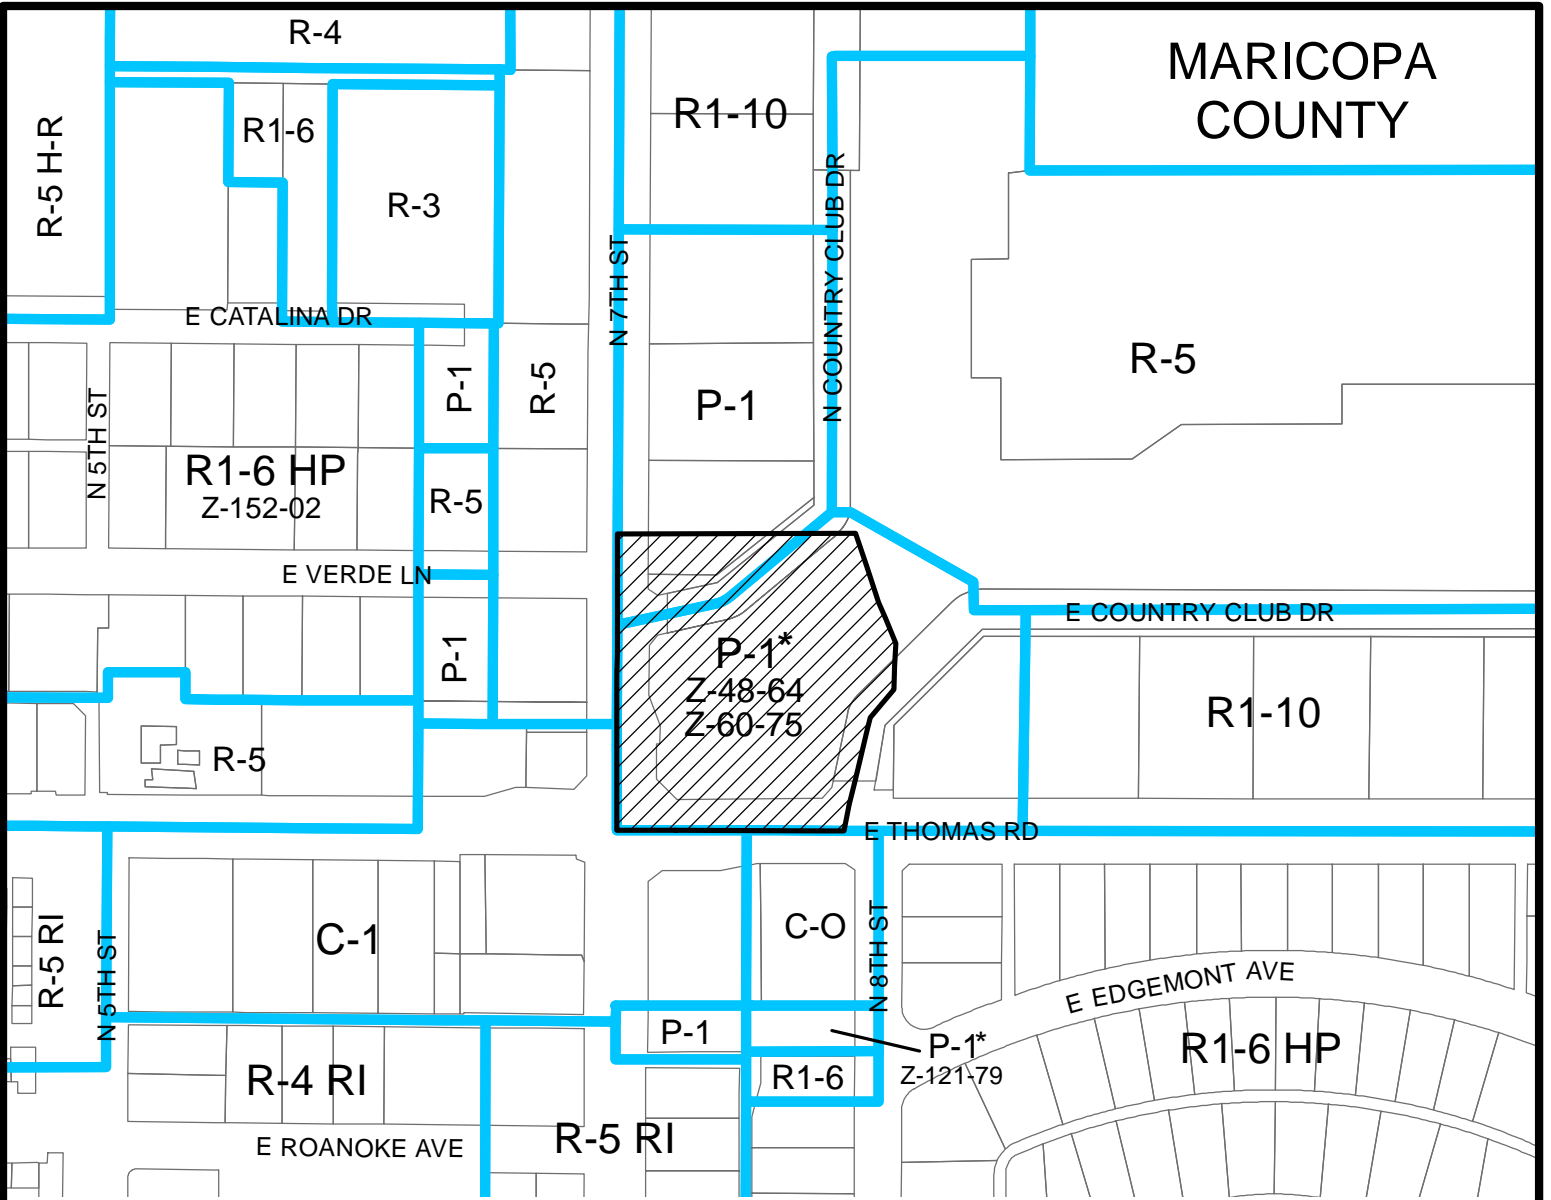 R-4
MARICOPA
COUNTY
R-5 H-R
R1-6
R1-10
R-3
N COUNTRY CLUB DR
N 7TH ST
E CATALINA DR
R-5
P-1
R-5
P-1
N 5TH ST
R1-6 HP
Z-152-02
R-5
E VERDE LN
E COUNTRY CLUB DR
P-1
P-1*
Z-48-64
Z-60-75
R1-10
R-5
E THOMAS RD
R-5 RI
N 5TH ST
C-1
C-O
N 8TH ST
E EDGEMONT AVE
P-1
P-1*
Z-121-79
R1-6 HP
R-4 RI
R1-6
E ROANOKE AVE
R-5 RI